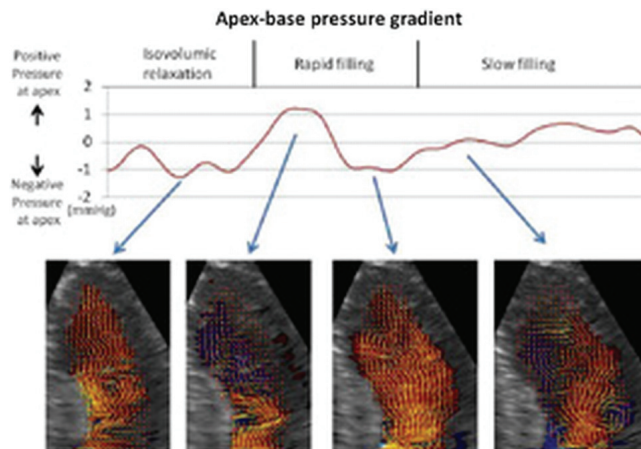 Apex-base pressure gradient
Positive
Pressure
at apex
Isovolumic
relaxation
Rapid filling
Slow filling
2
1
0
-1
-2
Negative
Pressure
at apex
(mmHg)